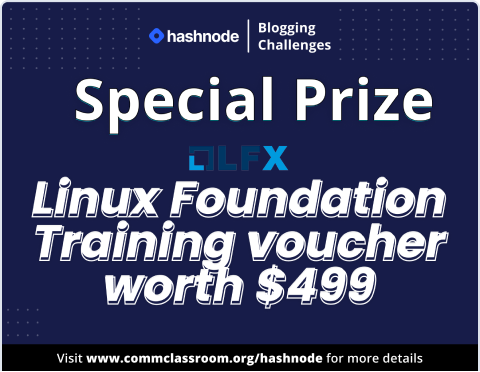 hashnode
Blogging
Challenges
Special Prize
LFX
Linux Foundation
Training voucher
worth $499
Visit www.commclassroom.org/hashnode for more details